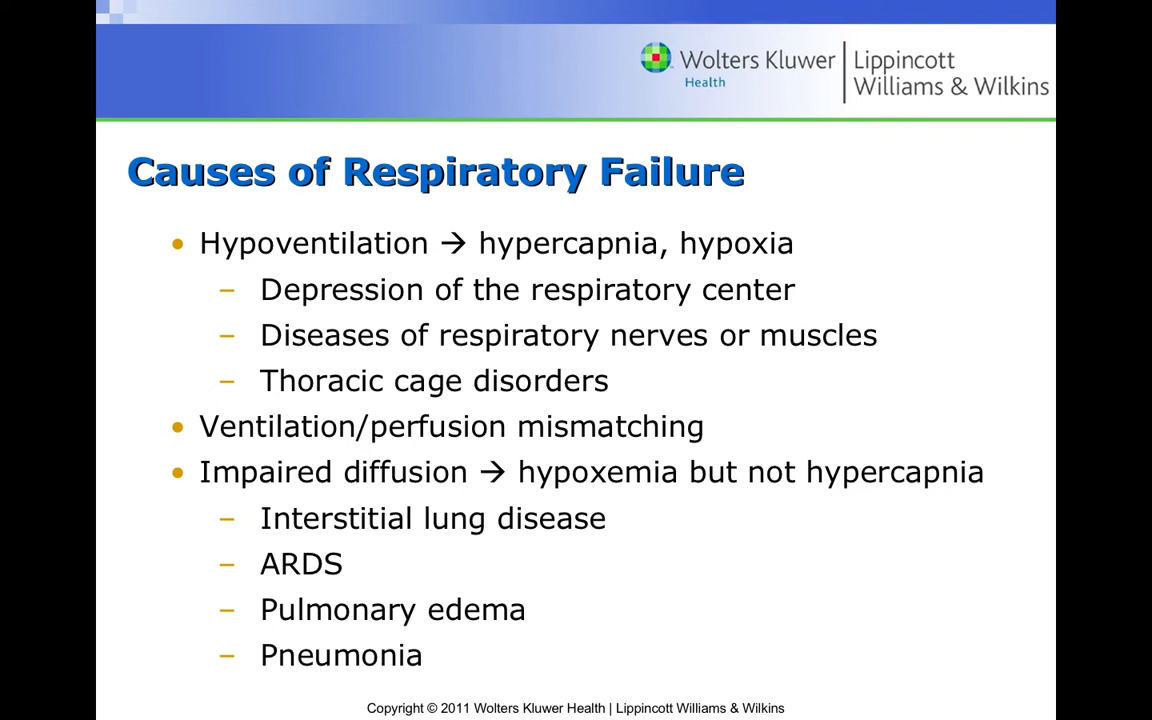 Wolters Kluwer
Health
Lippincott
Williams & Wilkins
Causes of Respiratory Failure
• Hypoventilation → hypercapnia, hypoxia
– Depression of the respiratory center
– Diseases of respiratory nerves or muscles
– Thoracic cage disorders
• Ventilation/perfusion mismatching
• Impaired diffusion → hypoxemia but not hypercapnia
– Interstitial lung disease
– ARDS
– Pulmonary edema
– Pneumonia
Copyright © 2011 Wolters Kluwer Health | Lippincott Williams & Wilkins